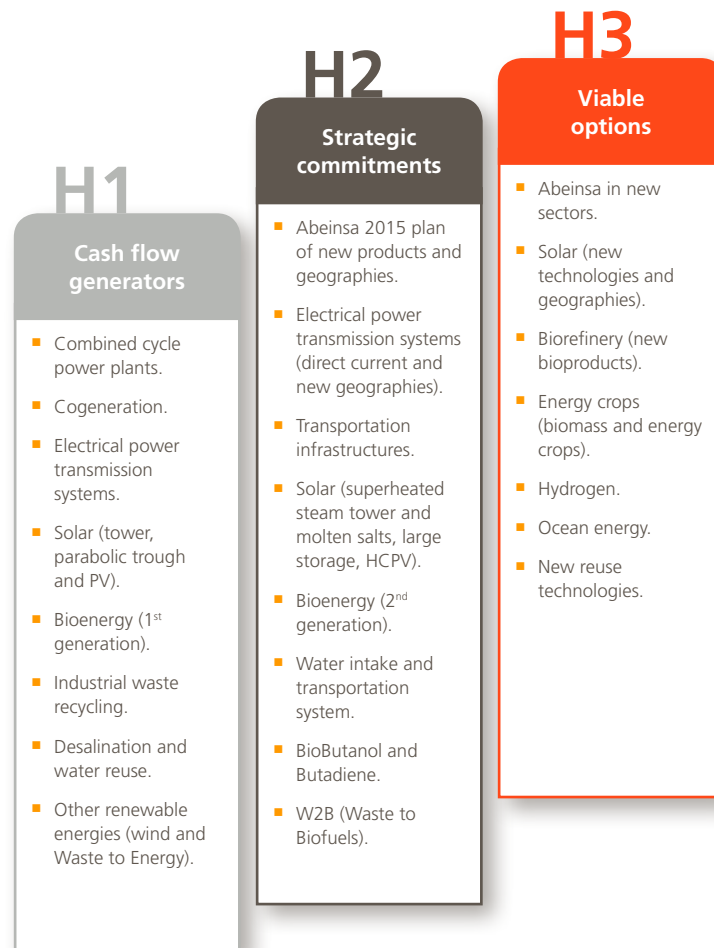 H1
Cash flow
generators
Combined cycle
power plants.
Cogeneration.
Electrical power
transmission
systems.
Solar (tower,
parabolic trough
and PV).
Bioenergy (1st
generation).
Industrial waste
recycling.
Desalination and
water reuse.
Other renewable
energies (wind and
Waste to Energy).
H2
Strategic
commitments
Abeinsa 2015 plan
of new products and
geographies.
Electrical power
transmission systems
(direct current and
new geographies).
Transportation
infrastructures.
Solar (superheated
steam tower and
molten salts, large
storage, HCPV).
Bioenergy (2nd
generation).
Water intake and
transportation
system.
BioButanol and
Butadiene.
W2B (Waste to
Biofuels).
H3
Viable
options
Abeinsa in new
sectors.
Solar (new
technologies and
geographies).
Biorefinery (new
bioproducts).
Energy crops
(biomass and energy
crops).
Hydrogen.
Ocean energy.
New reuse
technologies.